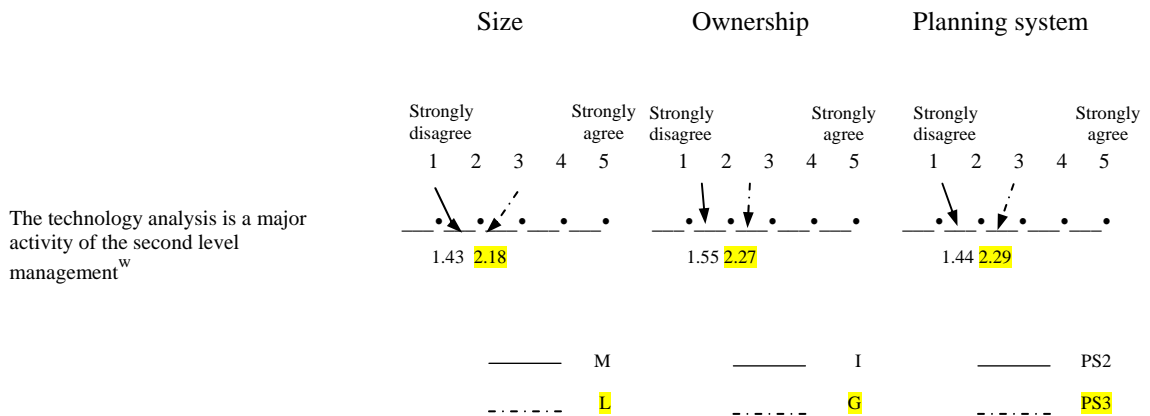 Size Ownership Planning system
Strongly disagree Strongly agree Strongly disagree Strongly agree Strongly disagree Strongly agree
1 2 3 4 5 1 2 3 4 5 1 2 3 4 5
The technology analysis is a major
activity of the second level
managementᵂ
1.43 2.18 1.55 2.27 1.44 2.29
M I PS2
L G PS3